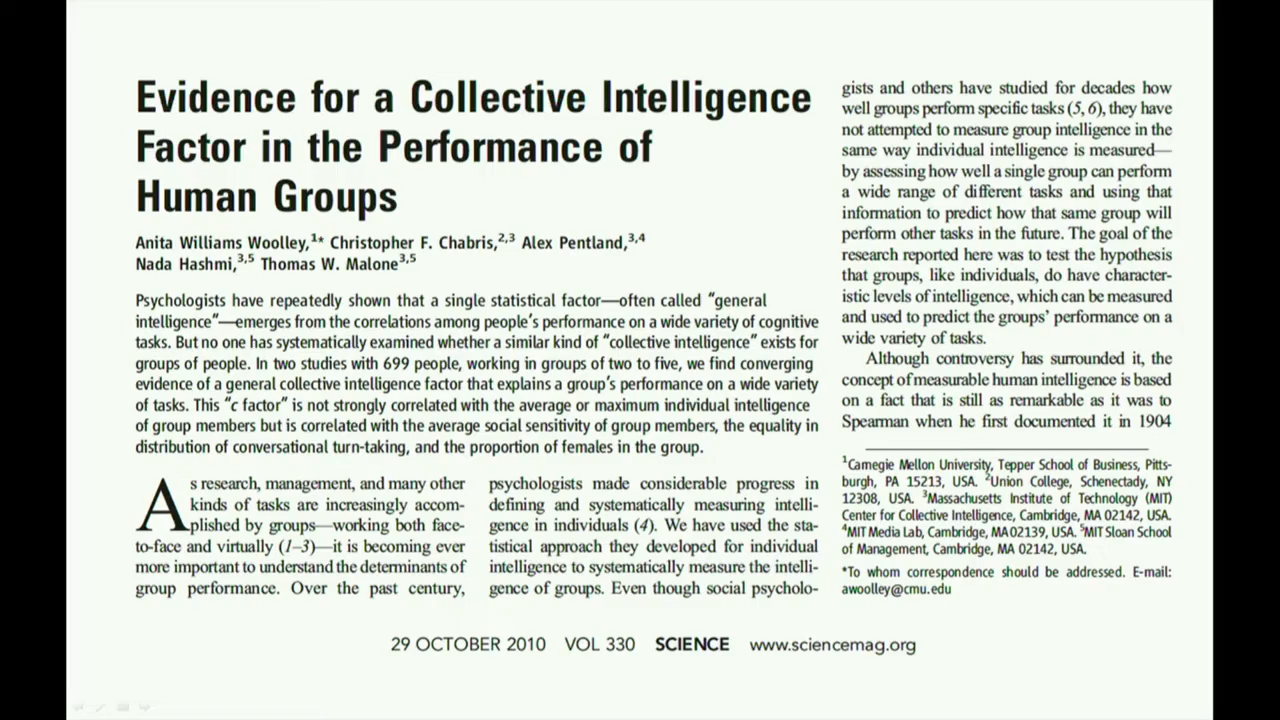 Evidence for a Collective Intelligence
Factor in the Performance of
Human Groups
Anita Williams Woolley,¹* Christopher F. Chabris,²,³ Alex Pentland,³,⁴
Nada Hashmi,³,⁵ Thomas W. Malone³,⁵
Psychologists have repeatedly shown that a single statistical factor—often called “general
intelligence”—emerges from the correlations among people’s performance on a wide variety of cognitive
tasks. But no one has systematically examined whether a similar kind of “collective intelligence” exists for
groups of people. In two studies with 699 people, working in groups of two to five, we find converging
evidence of a general collective intelligence factor that explains a group’s performance on a wide variety
of tasks. This “c factor” is not strongly correlated with the average or maximum individual intelligence
of group members but is correlated with the average social sensitivity of group members, the equality in
distribution of conversational turn-taking, and the proportion of females in the group.
As research, management, and many other
kinds of tasks are increasingly accom-
plished by groups—working both face-
to-face and virtually (1–3)—it is becoming ever
more important to understand the determinants of
group performance. Over the past century,
psychologists made considerable progress in
defining and systematically measuring intelli-
gence in individuals (4). We have used the sta-
tistical approach they developed for individual
intelligence to systematically measure the intelli-
gence of groups. Even though social psycholo-
gists and others have studied for decades how
well groups perform specific tasks (5, 6), they have
not attempted to measure group intelligence in the
same way individual intelligence is measured—
by assessing how well a single group can perform
a wide range of different tasks and using that
information to predict how that same group will
perform other tasks in the future. The goal of the
research reported here was to test the hypothesis
that groups, like individuals, do have character-
istic levels of intelligence, which can be measured
and used to predict the groups’ performance on a
wide variety of tasks.
Although controversy has surrounded it, the
concept of measurable human intelligence is based
on a fact that is still as remarkable as it was to
Spearman when he first documented it in 1904
¹Carnegie Mellon University, Tepper School of Business, Pitts-
burgh, PA 15213, USA. ²Union College, Schenectady, NY
12308, USA. ³Massachusetts Institute of Technology (MIT)
Center for Collective Intelligence, Cambridge, MA 02142, USA.
⁴MIT Media Lab, Cambridge, MA 02139, USA. ⁵MIT Sloan School
of Management, Cambridge, MA 02142, USA.
*To whom correspondence should be addressed. E-mail:
awoolley@cmu.edu
29 OCTOBER 2010 VOL 330 SCIENCE www.sciencemag.org